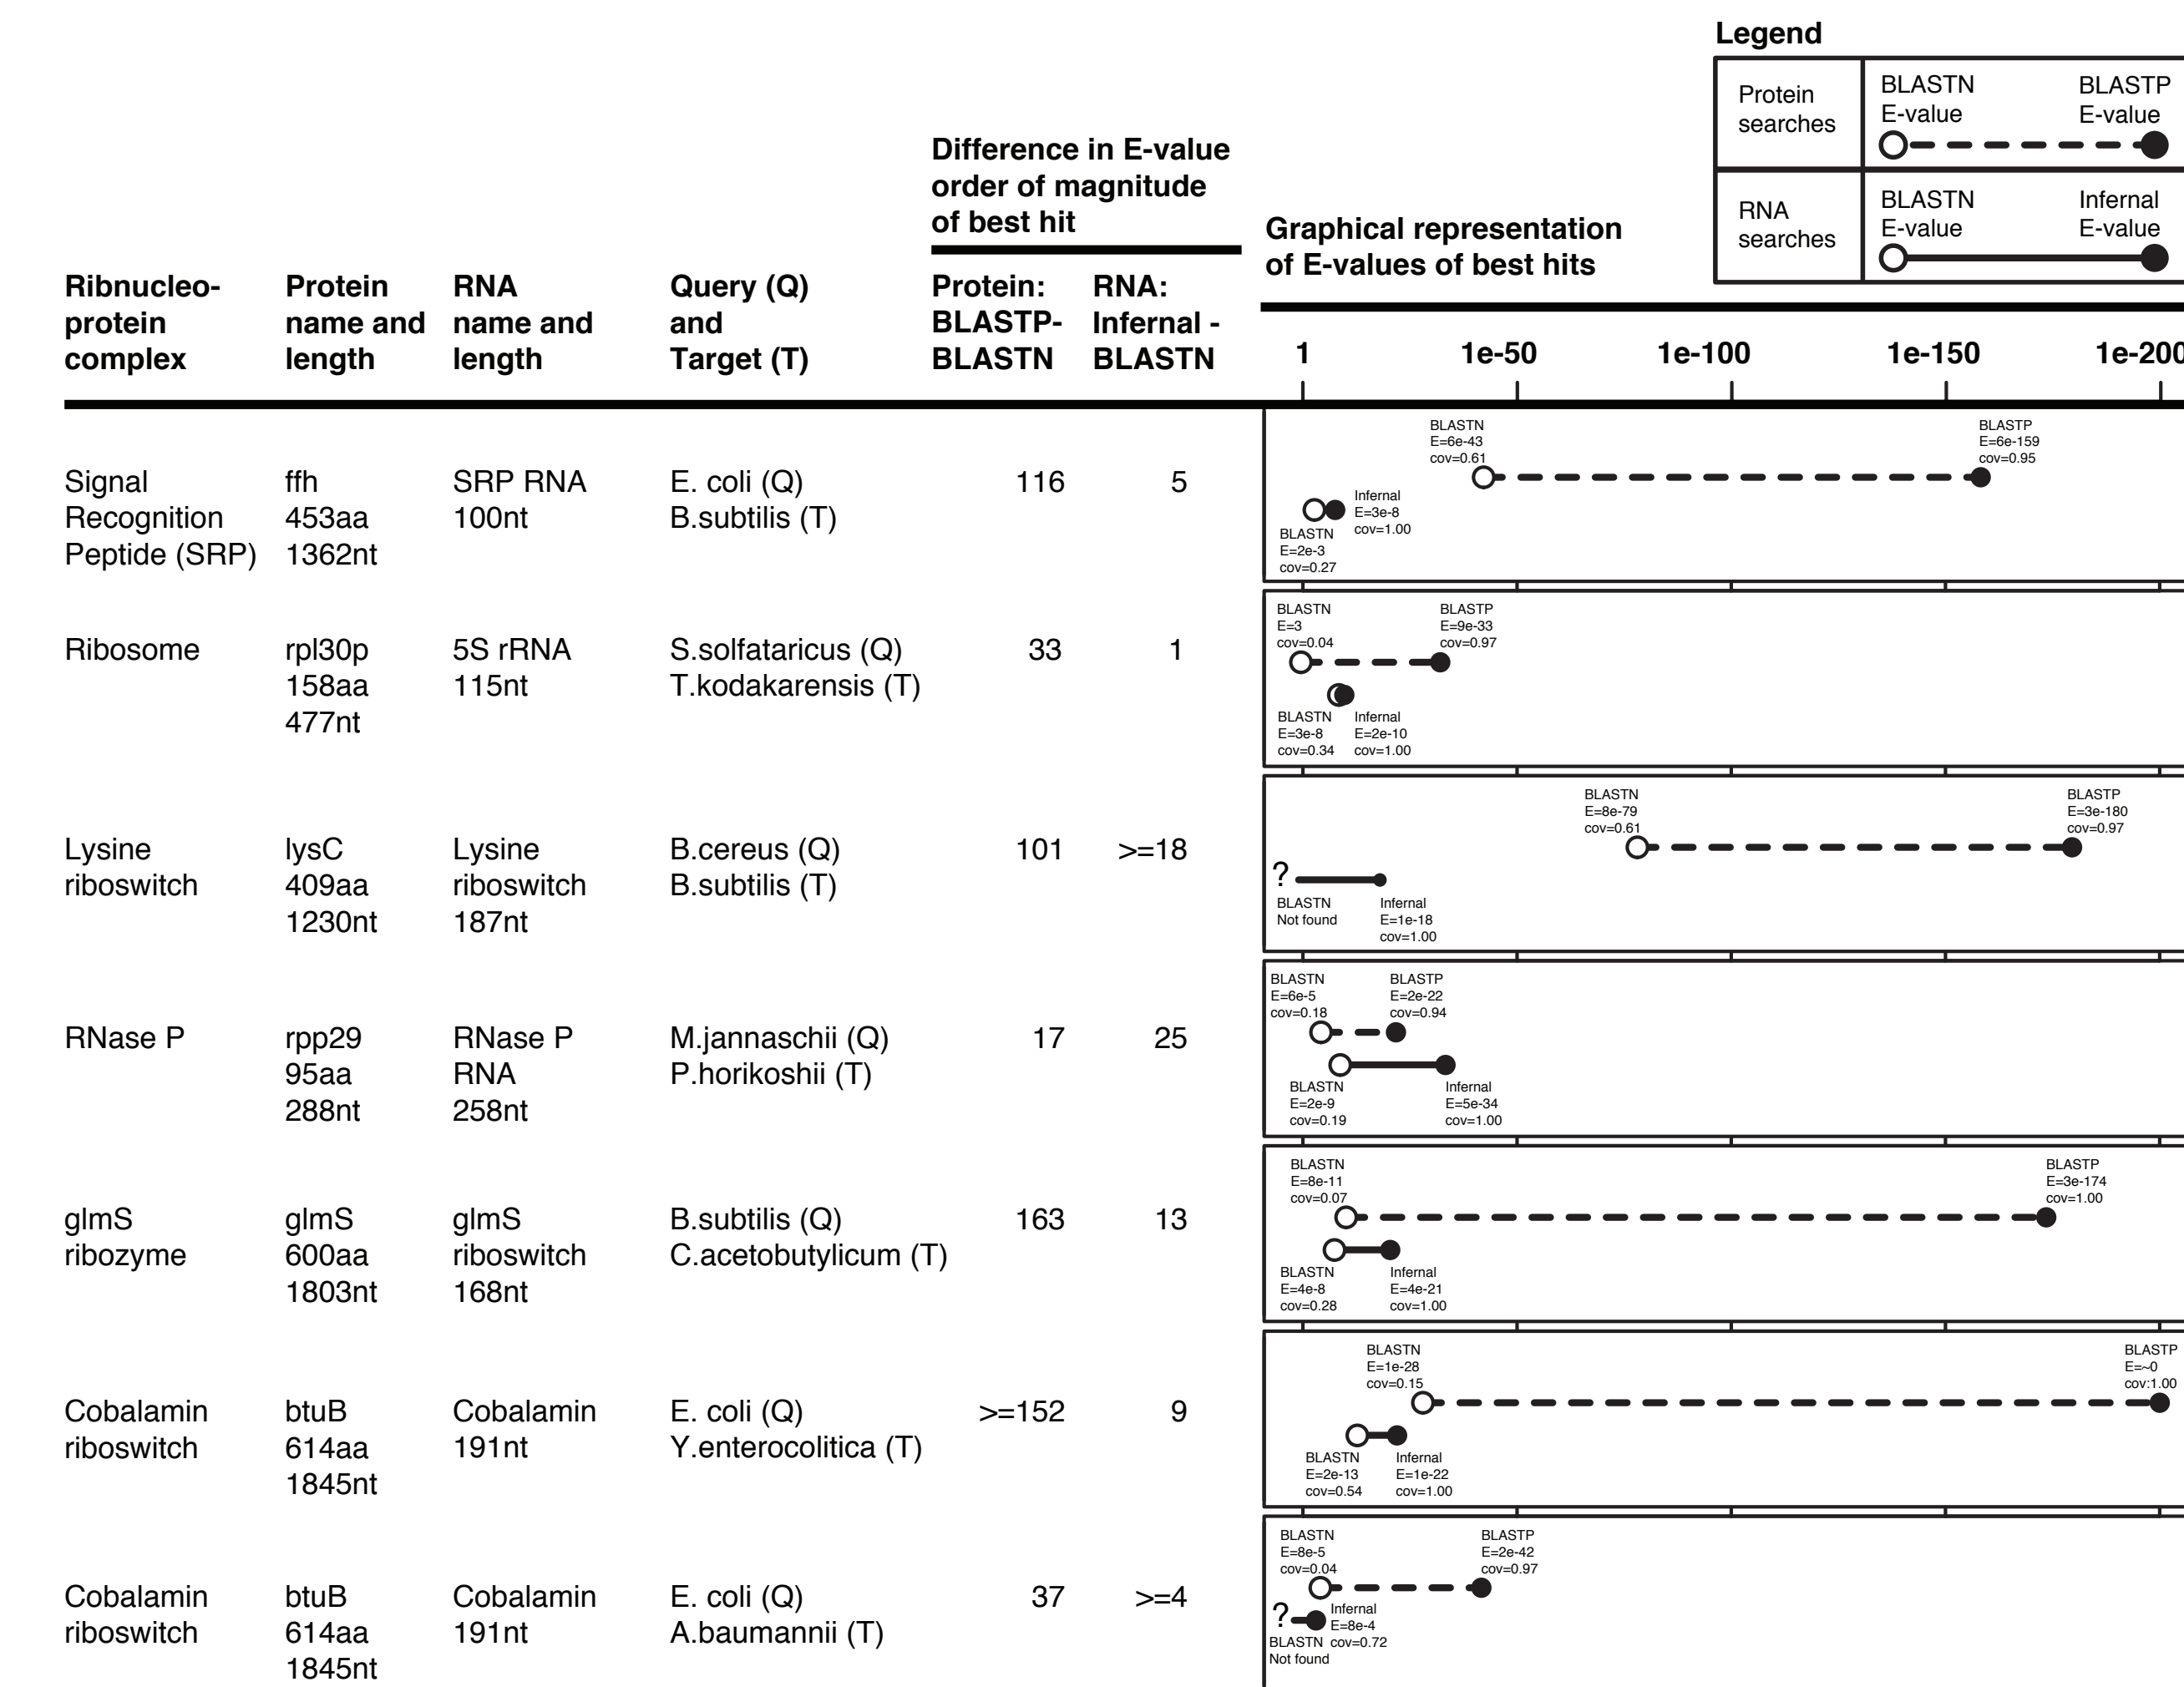 Legend
Protein
searches
BLASTN
E-value
BLASTP
E-value
RNA
searches
BLASTN
E-value
Infernal
E-value
Difference in E-value
order of magnitude
of best hit
Graphical representation
of E-values of best hits
Ribnucleo-
protein
complex
Protein
name and
length
RNA
name and
length
Query (Q)
and
Target (T)
Protein:
BLASTP-
BLASTN
RNA:
Infernal -
BLASTN
1 1e-50 1e-100 1e-150 1e-200
Signal
Recognition
Peptide (SRP)
ffh
453aa
1362nt
SRP RNA
100nt
E. coli (Q)
B.subtilis (T)
116
5
BLASTN
E=6e-43
cov=0.61
BLASTP
E=6e-159
cov=0.95
BLASTN
E=2e-3
cov=0.27
Infernal
E=3e-8
cov=1.00
Ribosome
rpl30p
158aa
477nt
5S rRNA
115nt
S.solfataricus (Q)
T.kodakarensis (T)
33
1
BLASTN
E=3
cov=0.04
BLASTP
E=9e-33
cov=0.97
BLASTN
E=3e-8
cov=0.34
Infernal
E=2e-10
cov=1.00
Lysine
riboswitch
lysC
409aa
1230nt
Lysine
riboswitch
187nt
B.cereus (Q)
B.subtilis (T)
101
>=18
BLASTN
E=8e-79
cov=0.61
BLASTP
E=3e-180
cov=0.97
?
BLASTN
Not found
Infernal
E=1e-18
cov=1.00
RNase P
rpp29
95aa
288nt
RNase P
RNA
258nt
M.jannaschii (Q)
P.horikoshii (T)
17
25
BLASTN
E=6e-5
cov=0.18
BLASTP
E=2e-22
cov=0.94
BLASTN
E=2e-9
cov=0.19
Infernal
E=5e-34
cov=1.00
glmS
ribozyme
glmS
600aa
1803nt
glmS
riboswitch
168nt
B.subtilis (Q)
C.acetobutylicum (T)
163
13
BLASTN
E=8e-11
cov=0.07
BLASTP
E=3e-174
cov=1.00
BLASTN
E=4e-8
cov=0.28
Infernal
E=4e-21
cov=1.00
Cobalamin
riboswitch
btuB
614aa
1845nt
Cobalamin
191nt
E. coli (Q)
Y.enterocolitica (T)
>=152
9
BLASTN
E=1e-28
cov=0.15
BLASTP
E=~0
cov:1.00
BLASTN
E=2e-13
cov=0.54
Infernal
E=1e-22
cov=1.00
Cobalamin
riboswitch
btuB
614aa
1845nt
Cobalamin
191nt
E. coli (Q)
A.baumannii (T)
37
>=4
BLASTN
E=8e-5
cov=0.04
BLASTP
E=2e-42
cov=0.97
?
BLASTN
Not found
Infernal
E=8e-4
cov=0.72